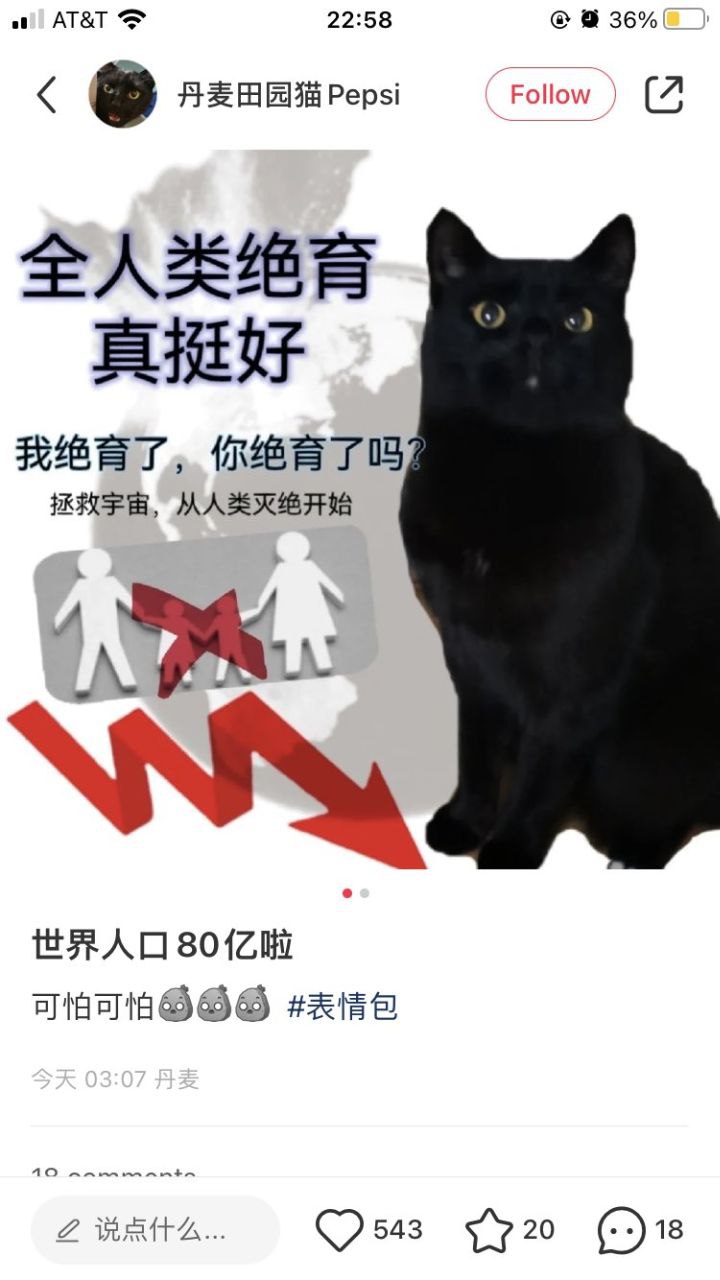 AT&T 22:58 36%
丹麦田园猫Pepsi Follow
全人类绝育
真挺好
我绝育了，你绝育了吗？
拯救宇宙，从人类灭绝开始
世界人口80亿啦
可怕可怕 #表情包
今天 03:07 丹麦
18 comments
说点什么... 543 20 18